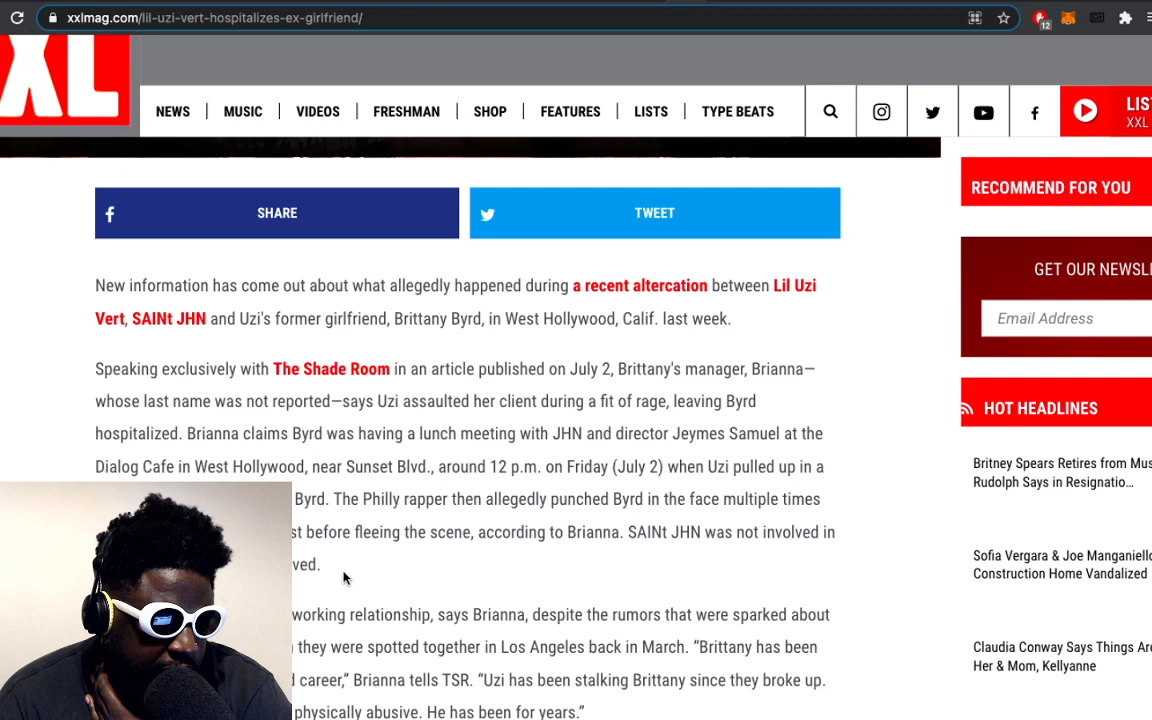 xxlmag.com/lil-uzi-vert-hospitalizes-ex-girlfriend/
12
XL
NEWS MUSIC VIDEOS FRESHMAN SHOP FEATURES LISTS TYPE BEATS
LIS
XXL
SHARE TWEET
RECOMMEND FOR YOU
GET OUR NEWSL
Email Address
HOT HEADLINES
Britney Spears Retires from Mus
Rudolph Says in Resignatio…
Sofia Vergara & Joe Manganiello
Construction Home Vandalized
Claudia Conway Says Things Are
Her & Mom, Kellyanne
New information has come out about what allegedly happened during a recent altercation between Lil Uzi
Vert, SAINt JHN and Uzi's former girlfriend, Brittany Byrd, in West Hollywood, Calif. last week.
Speaking exclusively with The Shade Room in an article published on July 2, Brittany's manager, Brianna—
whose last name was not reported—says Uzi assaulted her client during a fit of rage, leaving Byrd
hospitalized. Brianna claims Byrd was having a lunch meeting with JHN and director Jeymes Samuel at the
Dialog Cafe in West Hollywood, near Sunset Blvd., around 12 p.m. on Friday (July 2) when Uzi pulled up in a
Byrd. The Philly rapper then allegedly punched Byrd in the face multiple times
st before fleeing the scene, according to Brianna. SAINt JHN was not involved in
ved.
working relationship, says Brianna, despite the rumors that were sparked about
they were spotted together in Los Angeles back in March. “Brittany has been
d career,” Brianna tells TSR. “Uzi has been stalking Brittany since they broke up.
physically abusive. He has been for years.”